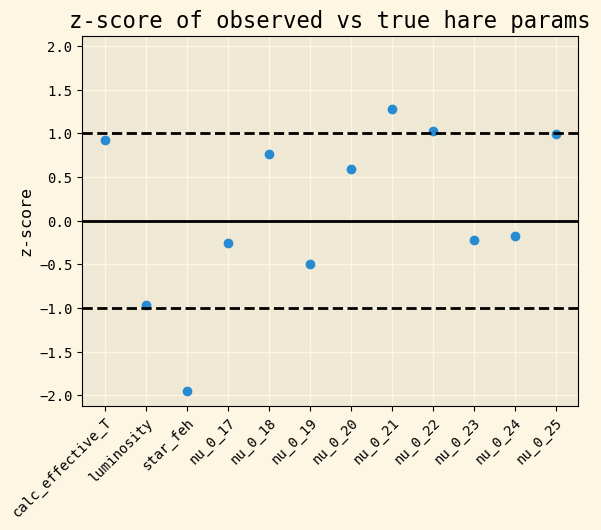 z-score of observed vs true hare params
2.0
1.5
1.0
0.5
0.0
−0.5
−1.0
−1.5
−2.0
z-score
calc_effective_T
luminosity
star_feh
nu_0_17
nu_0_18
nu_0_19
nu_0_20
nu_0_21
nu_0_22
nu_0_23
nu_0_24
nu_0_25